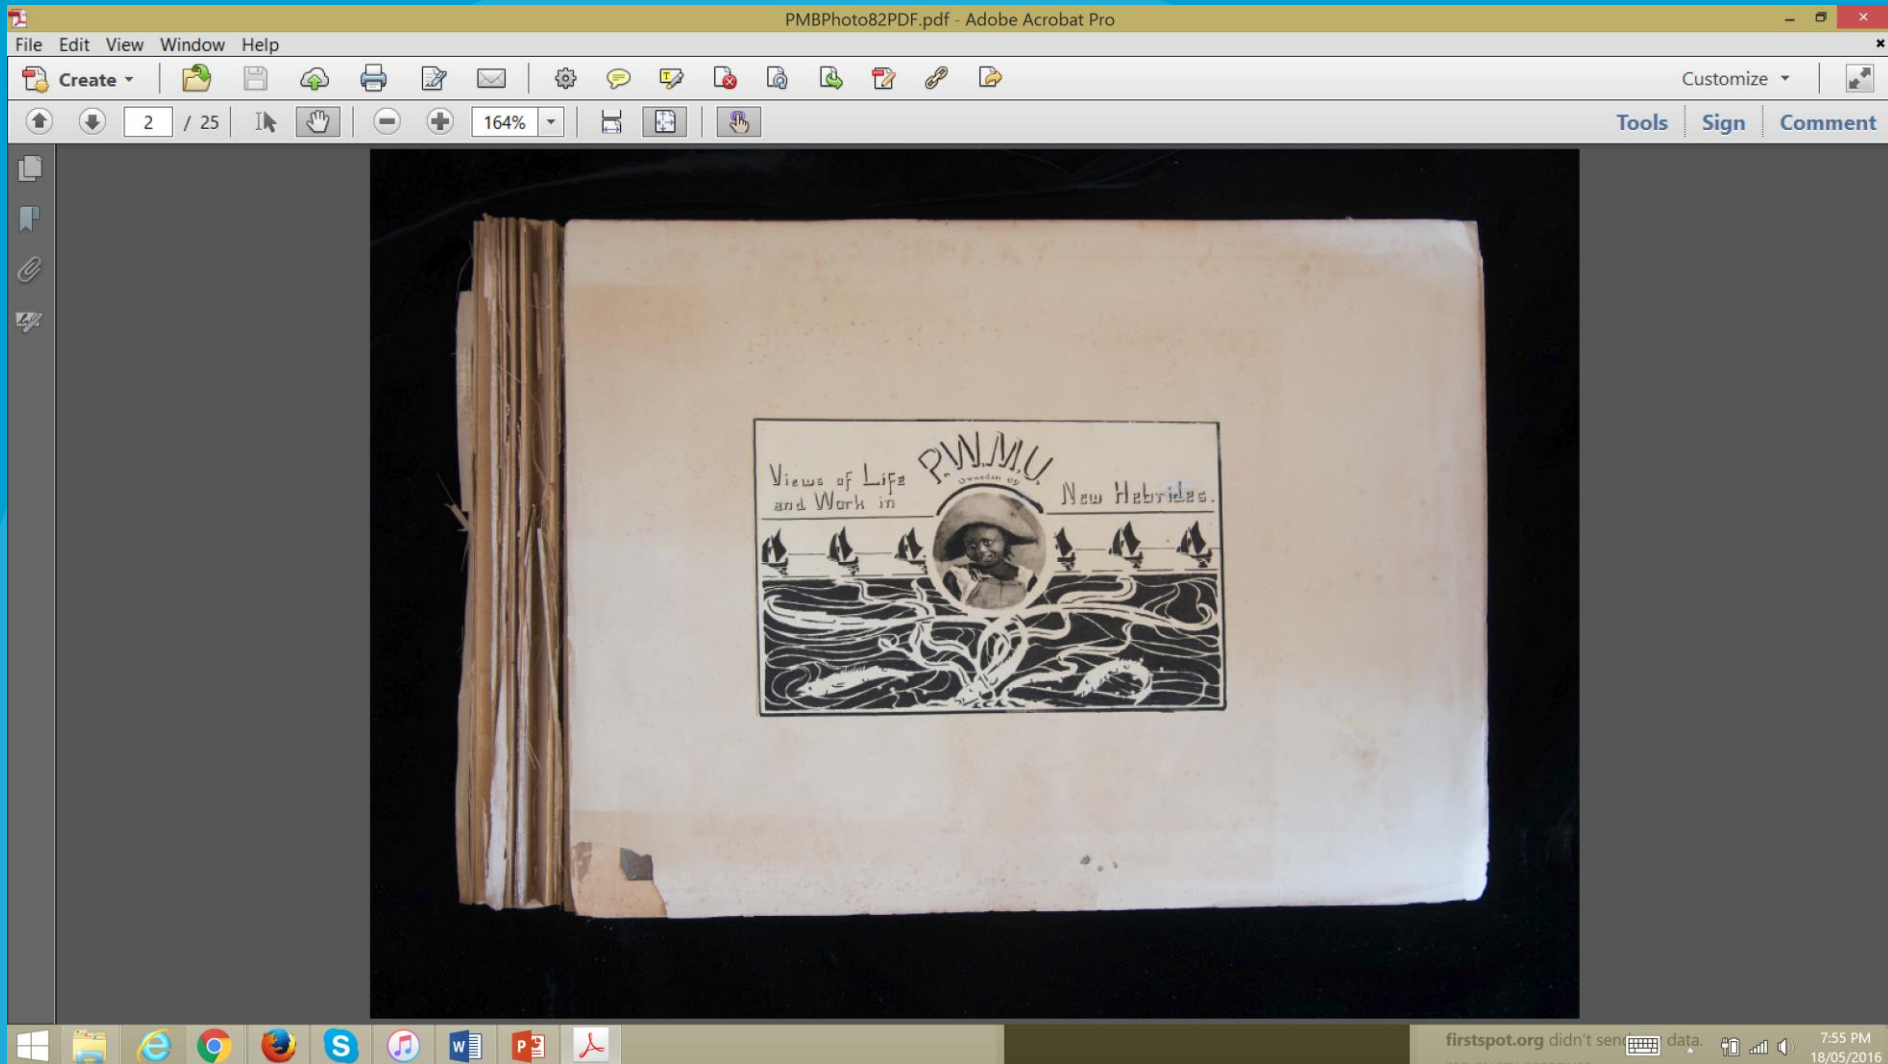 PMBPhoto82PDF.pdf - Adobe Acrobat Pro
File Edit View Window Help
Create
Customize
2 / 25
164%
Tools Sign Comment
P.W.M.U.
Views of Life
and Work in
New Hebrides.
firstspot.org didn't send data.
7:55 PM
18/05/2016